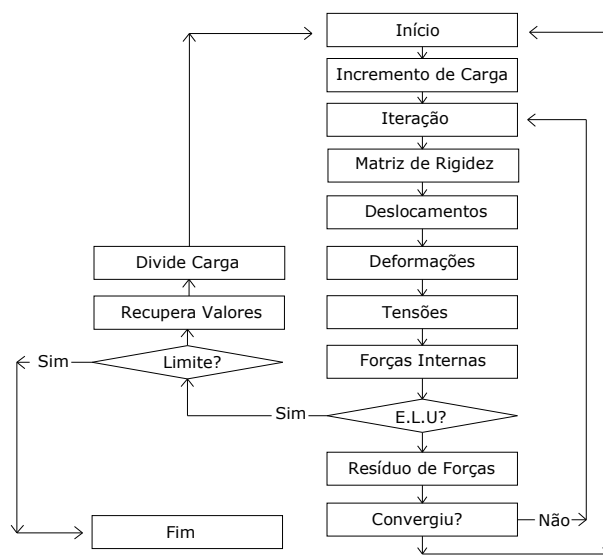 Início
Incremento de Carga
Iteração
Matriz de Rigidez
Deslocamentos
Divide Carga
Deformações
Recupera Valores
Tensões
Sim
Limite?
Forças Internas
Sim
E.L.U?
Resíduo de Forças
Fim
Convergiu?
Não